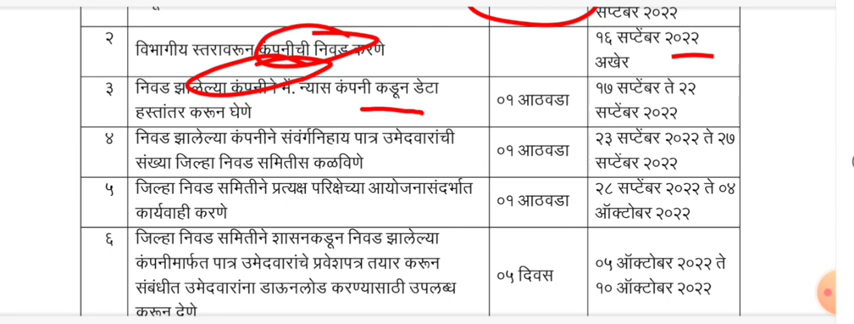 सप्टेंबर २०२२
२
विभागीय स्तरावरून कंपनीची निवड करणे
१६ सप्टेंबर २०२२
अखेर
३
निवड झालेल्या कंपनीने में. न्यास कंपनी कडून डेटा
हस्तांतर करून घेणे
०१ आठवडा
१७ सप्टेंबर ते २२
सप्टेंबर २०२२
४
निवड झालेल्या कंपनीने संवंर्गनिहाय पात्र उमेदवारांची
संख्या जिल्हा निवड समितीस कळविणे
०१ आठवडा
२३ सप्टेंबर २०२२ ते २७
सप्टेंबर २०२२
५
जिल्हा निवड समितीने प्रत्यक्ष परिक्षेच्या आयोजनासंदर्भात
कार्यवाही करणे
०१ आठवडा
२८ सप्टेंबर २०२२ ते ०४
ऑक्टोबर २०२२
६
जिल्हा निवड समितीने शासनकडून निवड झालेल्या
कंपनीमार्फत पात्र उमेदवारांचे प्रवेशपत्र तयार करून
संबंधीत उमेदवारांना डाऊनलोड करण्यासाठी उपलब्ध
करून देणे
०५ दिवस
०५ ऑक्टोबर २०२२ ते
१० ऑक्टोबर २०२२